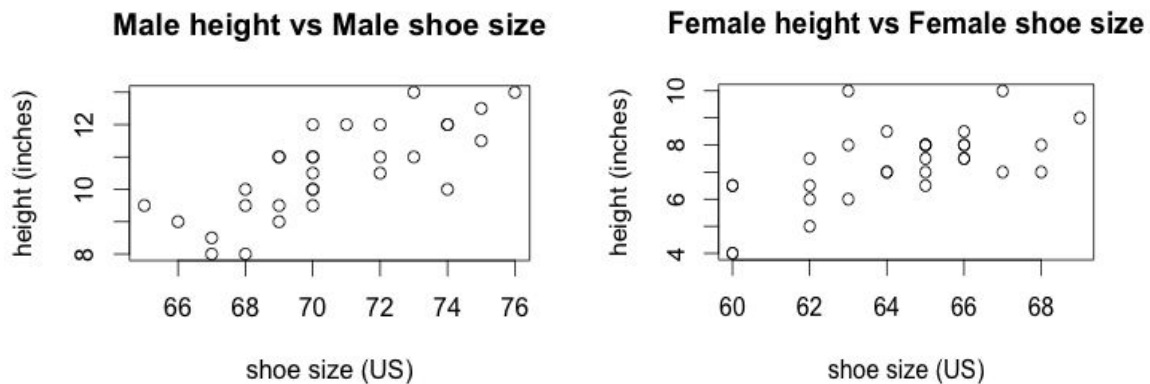 Male height vs Male shoe size
height (inches)
12
10
8
66 68 70 72 74 76
shoe size (US)
Female height vs Female shoe size
height (inches)
10
8
6
4
60 62 64 66 68
shoe size (US)